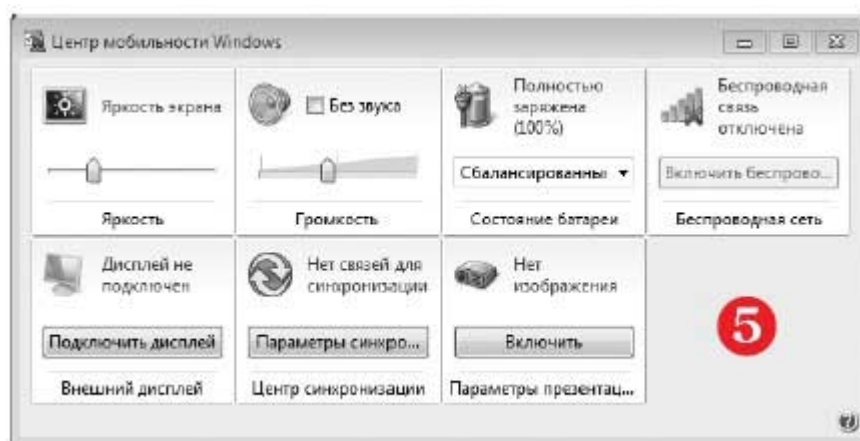 Центр мобильности Windows
Яркость экрана
Яркость
Без звука
Громкость
Полностью
заряжена
(100%)
Сбалансированны
Состояние батареи
Беспроводная
связь
отключена
Включить беспрово...
Беспроводная сеть
Дисплей не
подключен
Подключить дисплей
Внешний дисплей
Нет связей для
синхронизации
Параметры синхро...
Центр синхронизации
Нет
изображения
Включить
Параметры презентац...
5
?